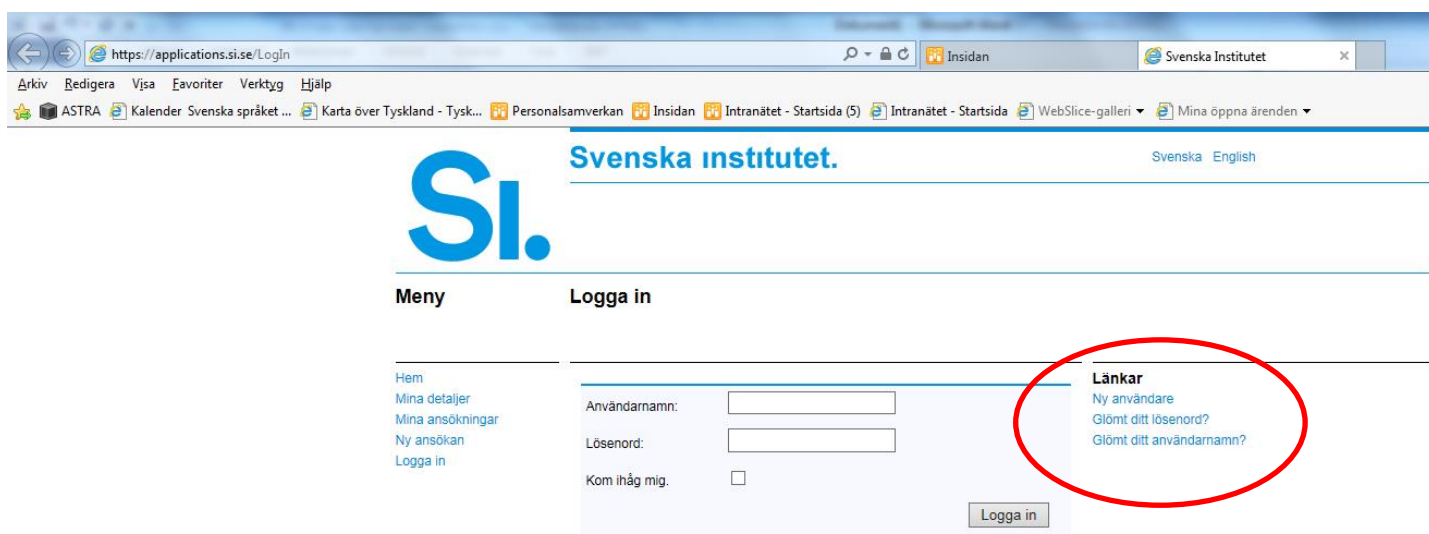 https://applications.si.se/LogIn
Insidan
Svenska Institutet
Arkiv Redigera Visa Favoriter Verktyg Hjälp
ASTRA Kalender Svenska språket ... Karta över Tyskland - Tysk... Personalsamverkan Insidan Intranätet - Startsida (5) Intranätet - Startsida WebSlice-galleri Mina öppna ärenden
Svenska ınstıtutet.
Svenska English
Sı.
Meny
Logga in
Hem
Mina detaljer
Mina ansökningar
Ny ansökan
Logga in
Användarnamn:
Lösenord:
Kom ihåg mig.
Logga in
Länkar
Ny användare
Glömt ditt lösenord?
Glömt ditt användarnamn?